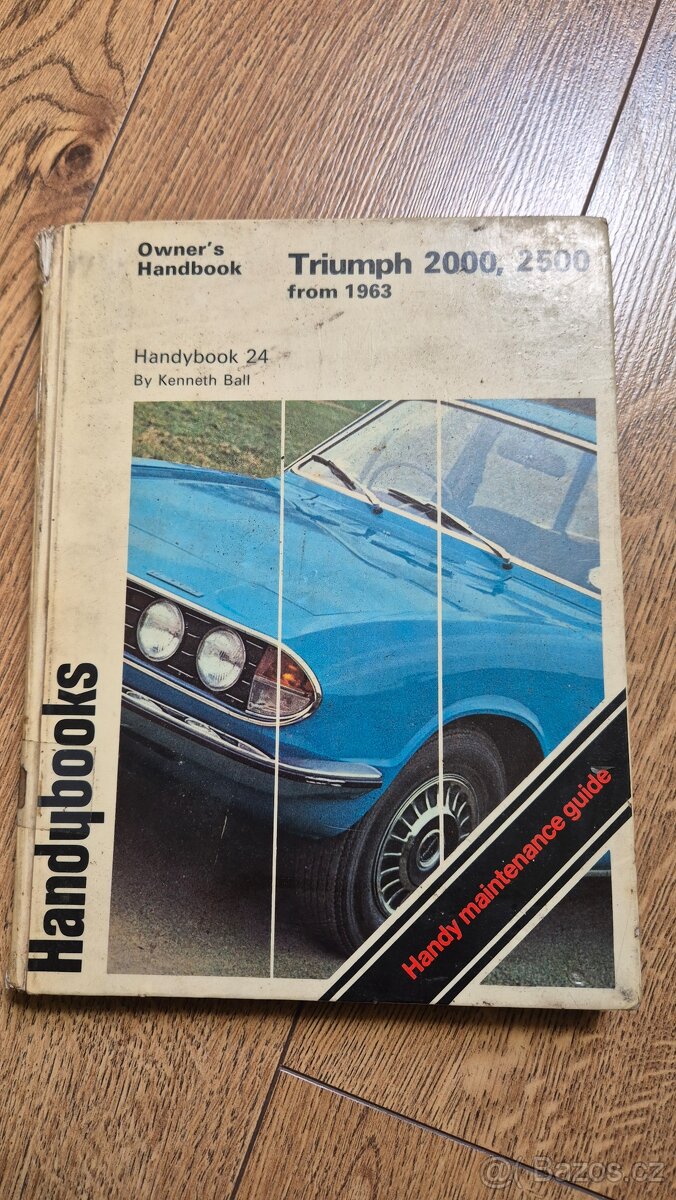 Owner's
Handbook
Triumph 2000, 2500
from 1963
Handybook 24
By Kenneth Ball
Handybooks
Handy maintenance guide
Bazos.cz